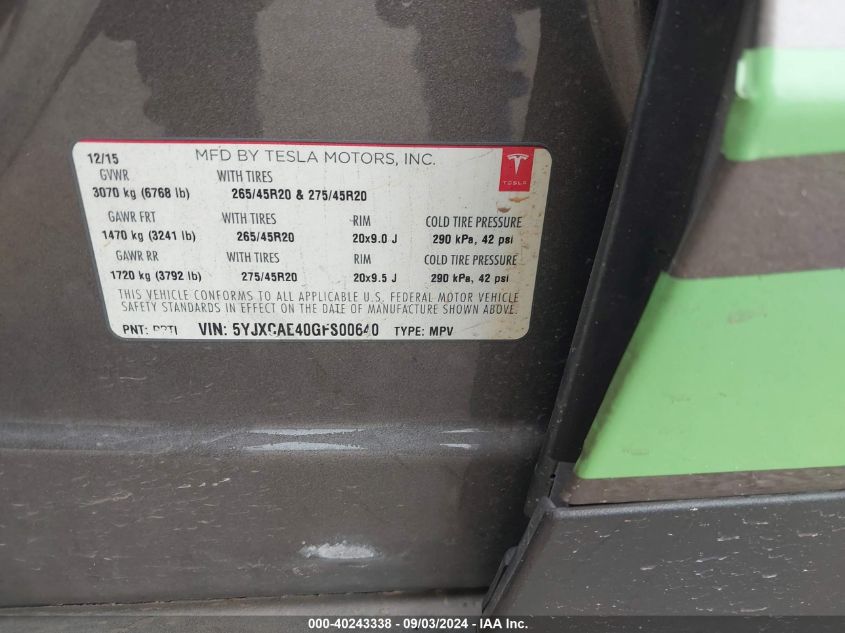 12/15 MFD BY TESLA MOTORS, INC.
GVWR WITH TIRES
3070 kg (6768 lb) 265/45R20 & 275/45R20
TESLA
GAWR FRT WITH TIRES RIM COLD TIRE PRESSURE
1470 kg (3241 lb) 265/45R20 20x9.0 J 290 kPa, 42 psi
GAWR RR WITH TIRES RIM COLD TIRE PRESSURE
1720 kg (3792 lb) 275/45R20 20x9.5 J 290 kPa, 42 psi
THIS VEHICLE CONFORMS TO ALL APPLICABLE U.S. FEDERAL MOTOR VEHICLE
SAFETY STANDARDS IN EFFECT ON THE DATE OF MANUFACTURE SHOWN ABOVE.
PNT: VIN: 5YJXCAE40GFS00640 TYPE: MPV
000-40243338 - 09/03/2024 - IAA Inc.